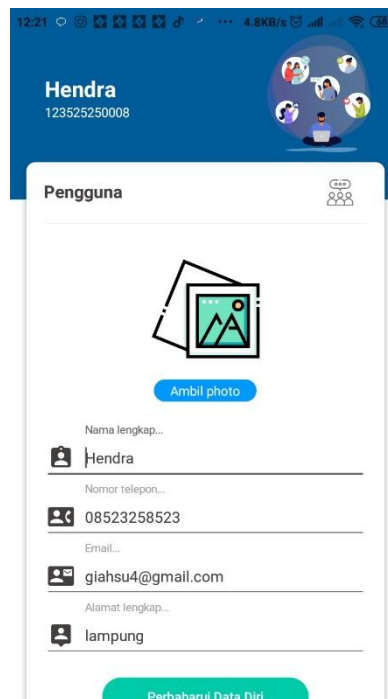 12:21 ... 4.8KB/s 68
Hendra
123525250008
Pengguna
Ambil photo
Nama lengkap...
Hendra
Nomor telepon...
08523258523
Email...
giahsu4@gmail.com
Alamat lengkap...
lampung
Perbaharui Data Diri